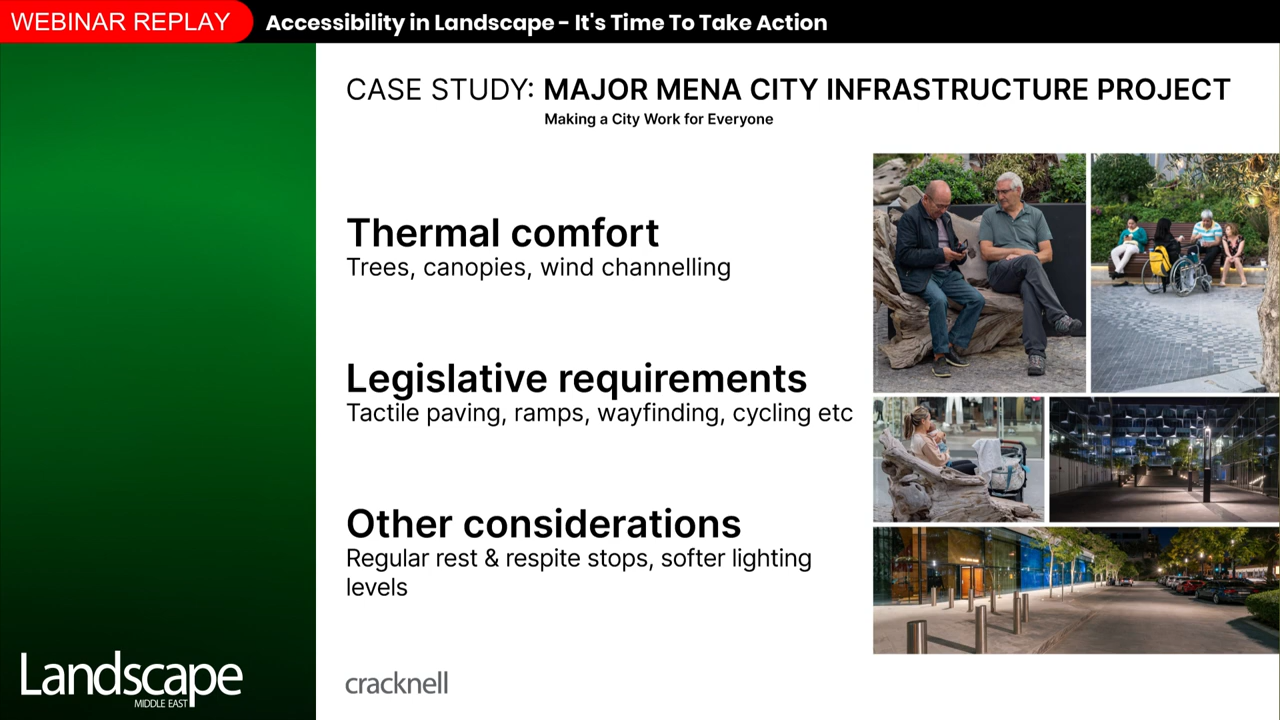 WEBINAR REPLAY
Accessibility in Landscape - It's Time To Take Action
CASE STUDY: MAJOR MENA CITY INFRASTRUCTURE PROJECT
Making a City Work for Everyone
Thermal comfort
Trees, canopies, wind channelling
Legislative requirements
Tactile paving, ramps, wayfinding, cycling etc
Other considerations
Regular rest & respite stops, softer lighting
levels
Landscape
MIDDLE EAST
cracknell